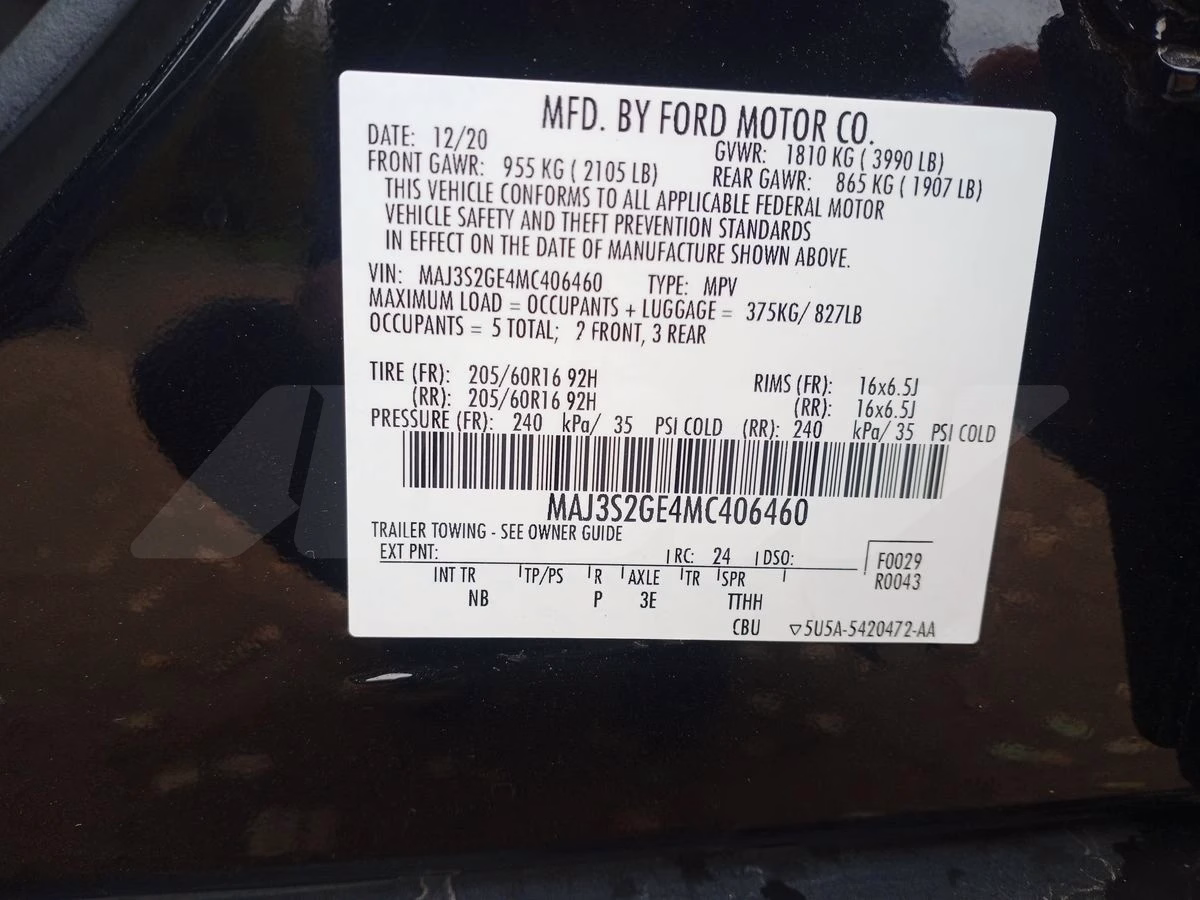 MFD. BY FORD MOTOR CO.
DATE: 12/20 GVWR: 1810 KG ( 3990 LB)
FRONT GAWR: 955 KG ( 2105 LB) REAR GAWR: 865 KG ( 1907 LB)
THIS VEHICLE CONFORMS TO ALL APPLICABLE FEDERAL MOTOR
VEHICLE SAFETY AND THEFT PREVENTION STANDARDS
IN EFFECT ON THE DATE OF MANUFACTURE SHOWN ABOVE.
VIN: MAJ3S2GE4MC406460 TYPE: MPV
MAXIMUM LOAD = OCCUPANTS + LUGGAGE = 375KG/ 827LB
OCCUPANTS = 5 TOTAL; 2 FRONT, 3 REAR
TIRE (FR): 205/60R16 92H RIMS (FR): 16x6.5J
(RR): 205/60R16 92H (RR): 16x6.5J
PRESSURE (FR): 240 kPa/ 35 PSI COLD (RR): 240 kPa/ 35 PSI COLD
MAJ3S2GE4MC406460
TRAILER TOWING - SEE OWNER GUIDE
EXT PNT: RC: 24 DSO: F0029
R0043
INT TR TP/PS R AXLE TR SPR
NB P 3E TTHH
CBU ▽5U5A-5420472-AA